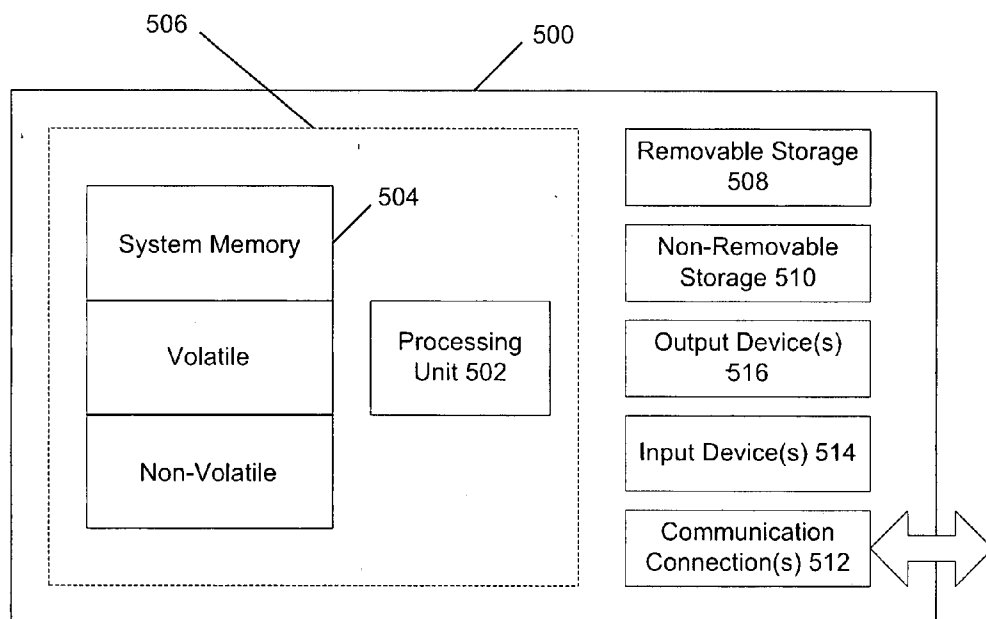 506
500
504
System Memory
Volatile
Non-Volatile
Processing
Unit 502
Removable Storage
508
Non-Removable
Storage 510
Output Device(s)
516
Input Device(s) 514
Communication
Connection(s) 512